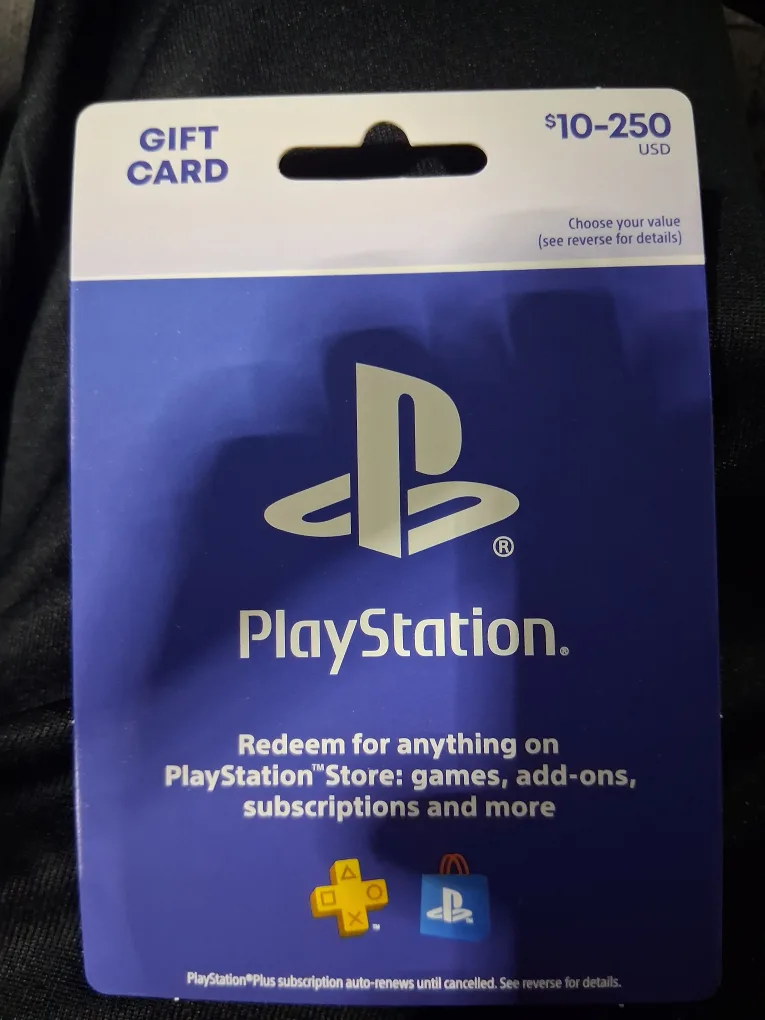 GIFT
CARD
$10-250
USD
Choose your value
(see reverse for details)
®
PlayStation®
Redeem for anything on
PlayStation™Store: games, add-ons,
subscriptions and more
™
PlayStation®Plus subscription auto-renews until cancelled. See reverse for details.